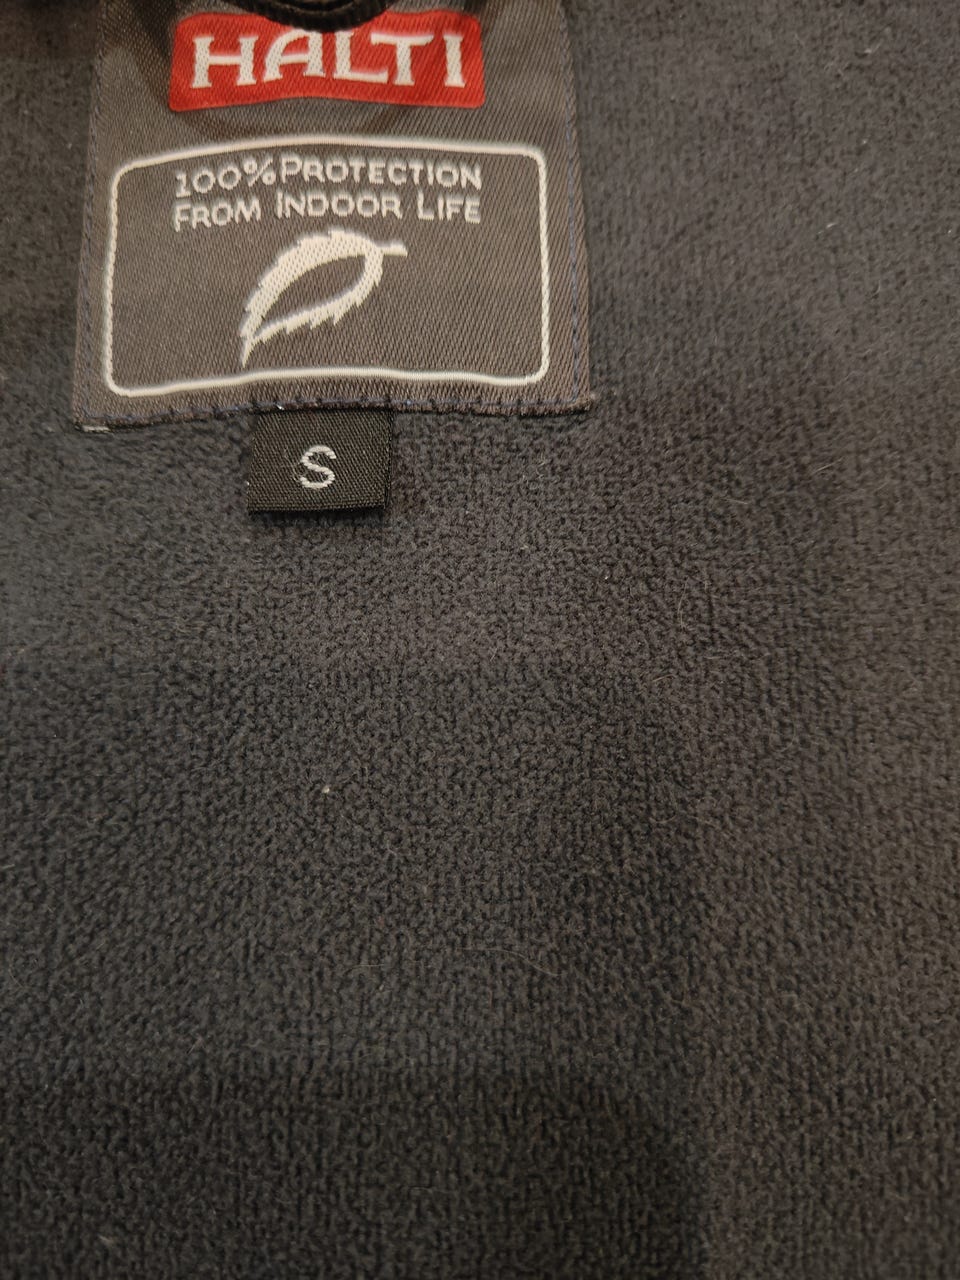 HALTI
100% PROTECTION
FROM INDOOR LIFE
S